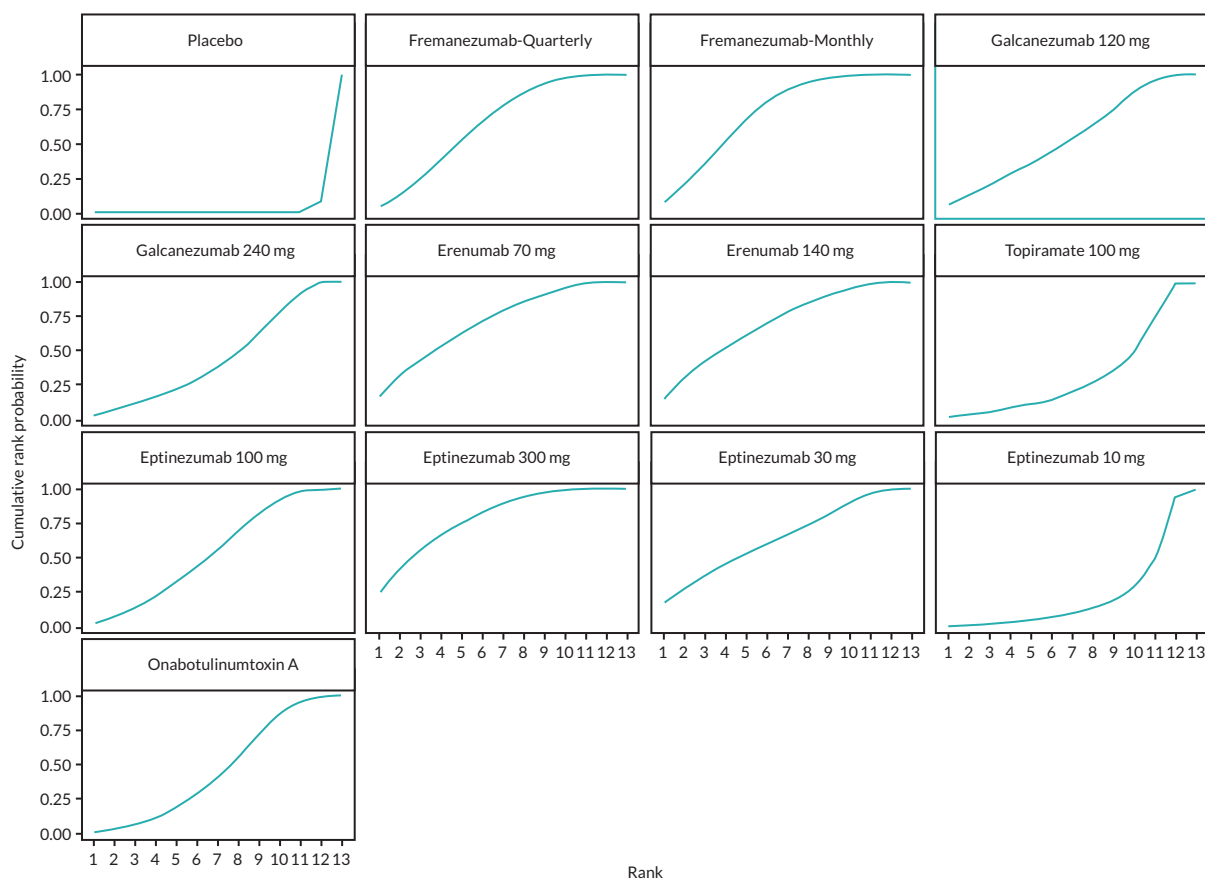 Placebo
Fremanezumab-Quarterly
Fremanezumab-Monthly
Galcanezumab 120 mg
1.00
0.75
0.50
0.25
0.00
Galcanezumab 240 mg
Erenumab 70 mg
Erenumab 140 mg
Topiramate 100 mg
1.00
0.75
0.50
0.25
0.00
Cumulative rank probability
Eptinezumab 100 mg
Eptinezumab 300 mg
Eptinezumab 30 mg
Eptinezumab 10 mg
1.00
0.75
0.50
0.25
0.00
1 2 3 4 5 6 7 8 9 10 11 12 13
1 2 3 4 5 6 7 8 9 10 11 12 13
1 2 3 4 5 6 7 8 9 10 11 12 13
Onabotulinumtoxin A
1.00
0.75
0.50
0.25
0.00
1 2 3 4 5 6 7 8 9 10 11 12 13
Rank